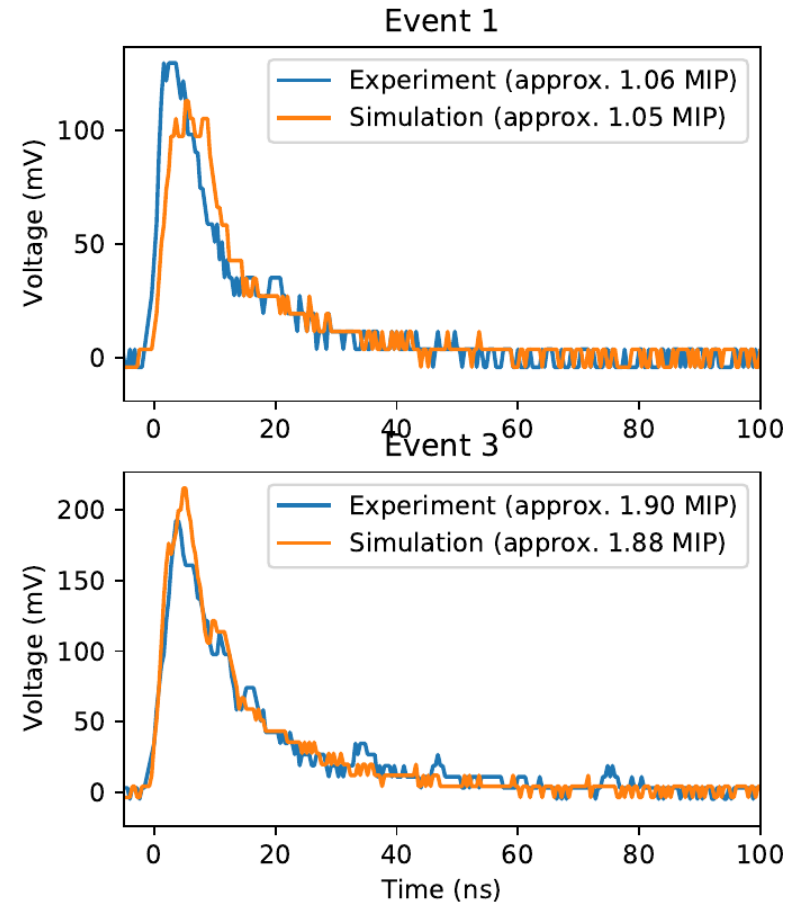 Event 1
Experiment (approx. 1.06 MIP)
Simulation (approx. 1.05 MIP)
Voltage (mV)
100
50
0
0 20 40 60 80 100
Event 3
Experiment (approx. 1.90 MIP)
Simulation (approx. 1.88 MIP)
Voltage (mV)
200
150
100
50
0
0 20 40 60 80 100
Time (ns)